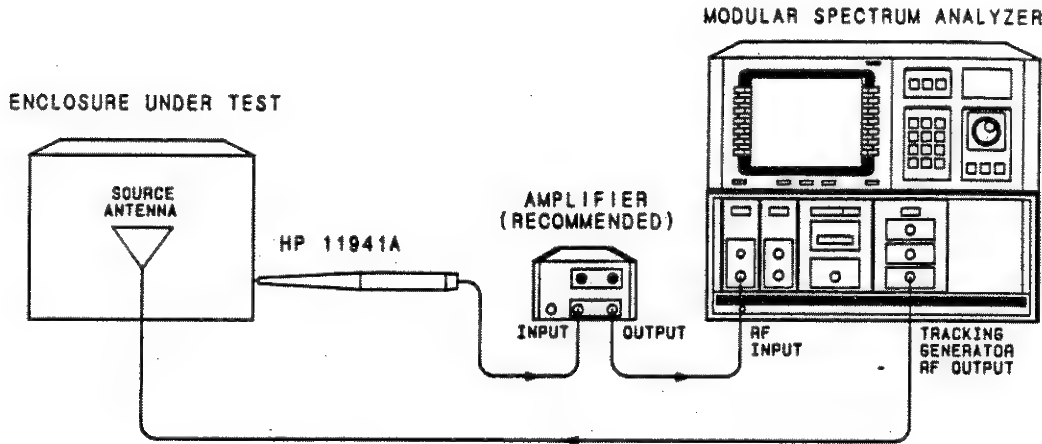 MODULAR SPECTRUM ANALYZER
ENCLOSURE UNDER TEST
SOURCE
ANTENNA
HP 11941A
AMPLIFIER
(RECOMMENDED)
INPUT
OUTPUT
RF
INPUT
TRACKING
GENERATOR
RF OUTPUT